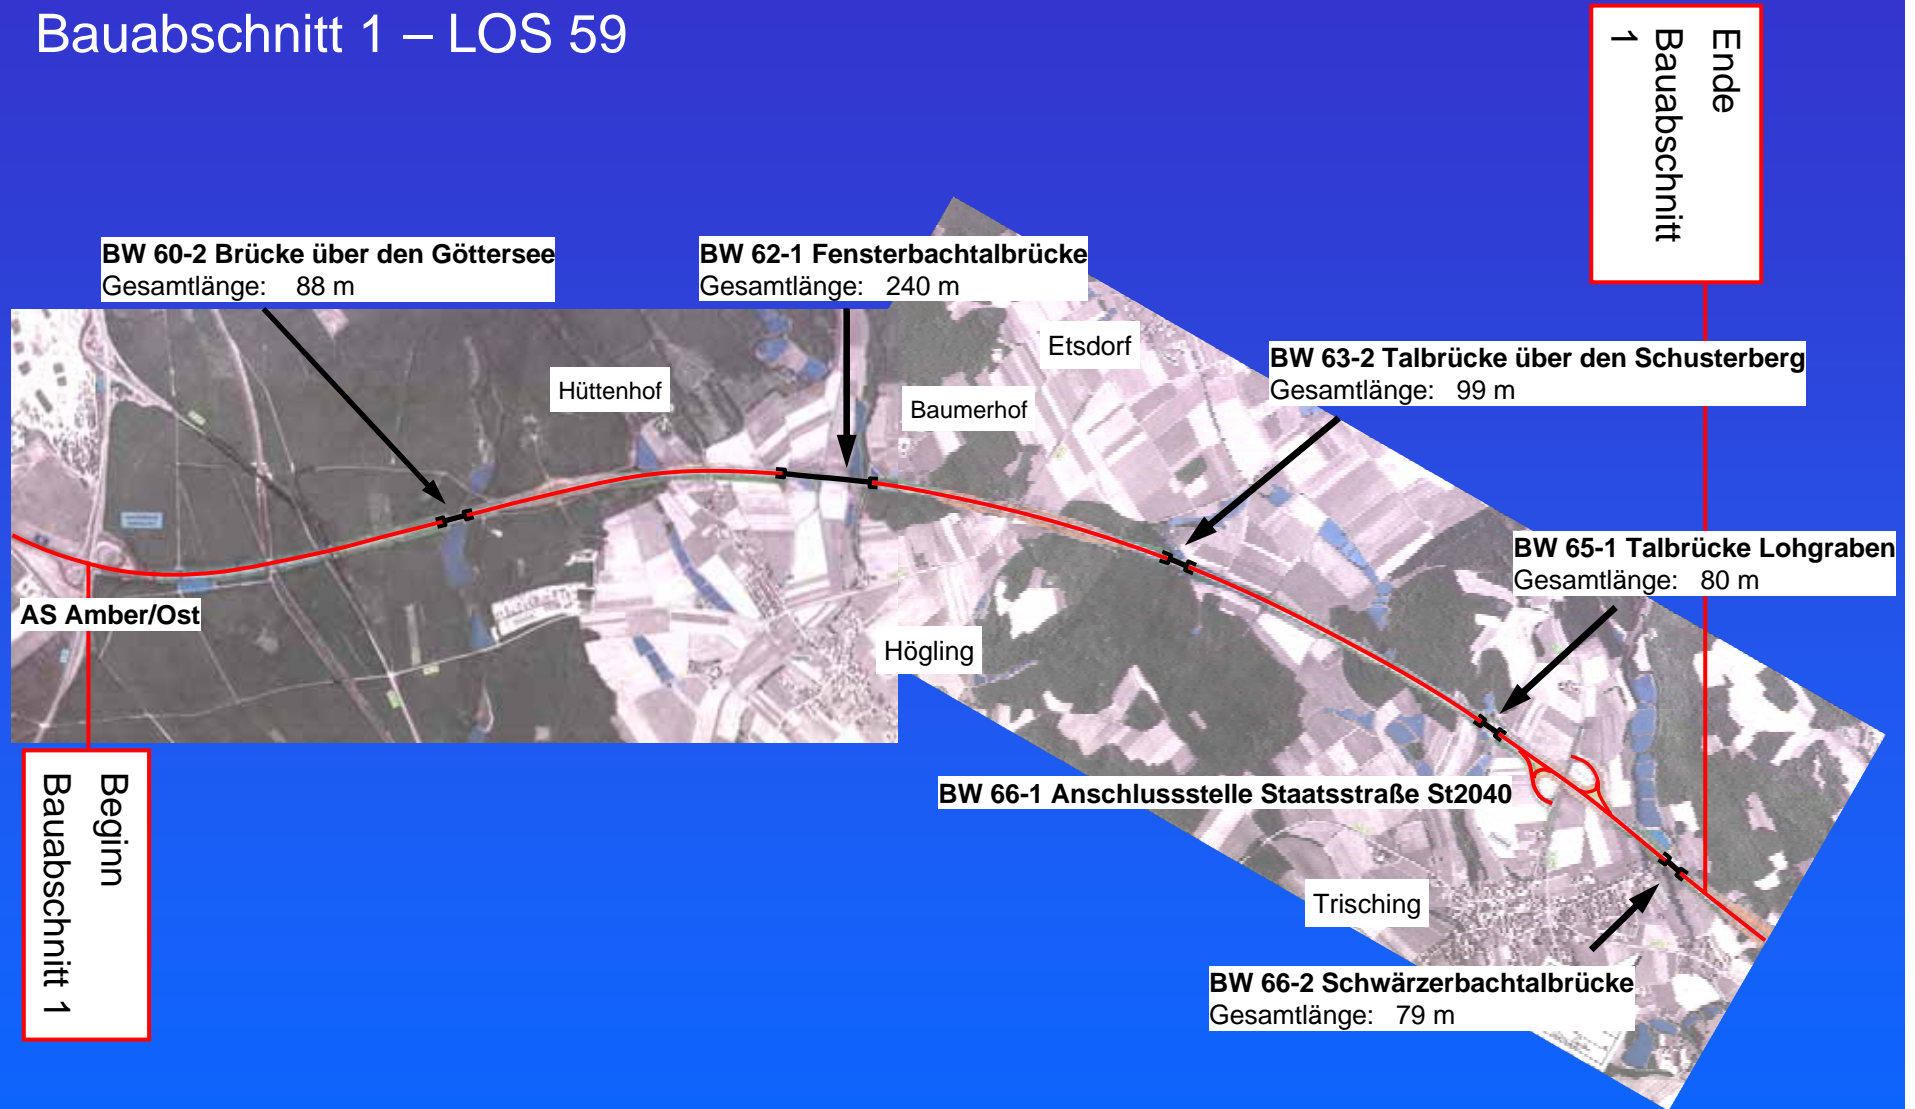 Bauabschnitt 1 – LOS 59
Ende
Bauabschnitt
1
BW 60-2 Brücke über den Göttersee
Gesamtlänge: 88 m
BW 62-1 Fensterbachtalbrücke
Gesamtlänge: 240 m
Etsdorf
BW 63-2 Talbrücke über den Schusterberg
Gesamtlänge: 99 m
Hüttenhof
Baumerhof
BW 65-1 Talbrücke Lohgraben
Gesamtlänge: 80 m
AS Amber/Ost
Högling
BW 66-1 Anschlussstelle Staatsstraße St2040
Beginn
Bauabschnitt 1
Trisching
BW 66-2 Schwärzerbachtalbrücke
Gesamtlänge: 79 m